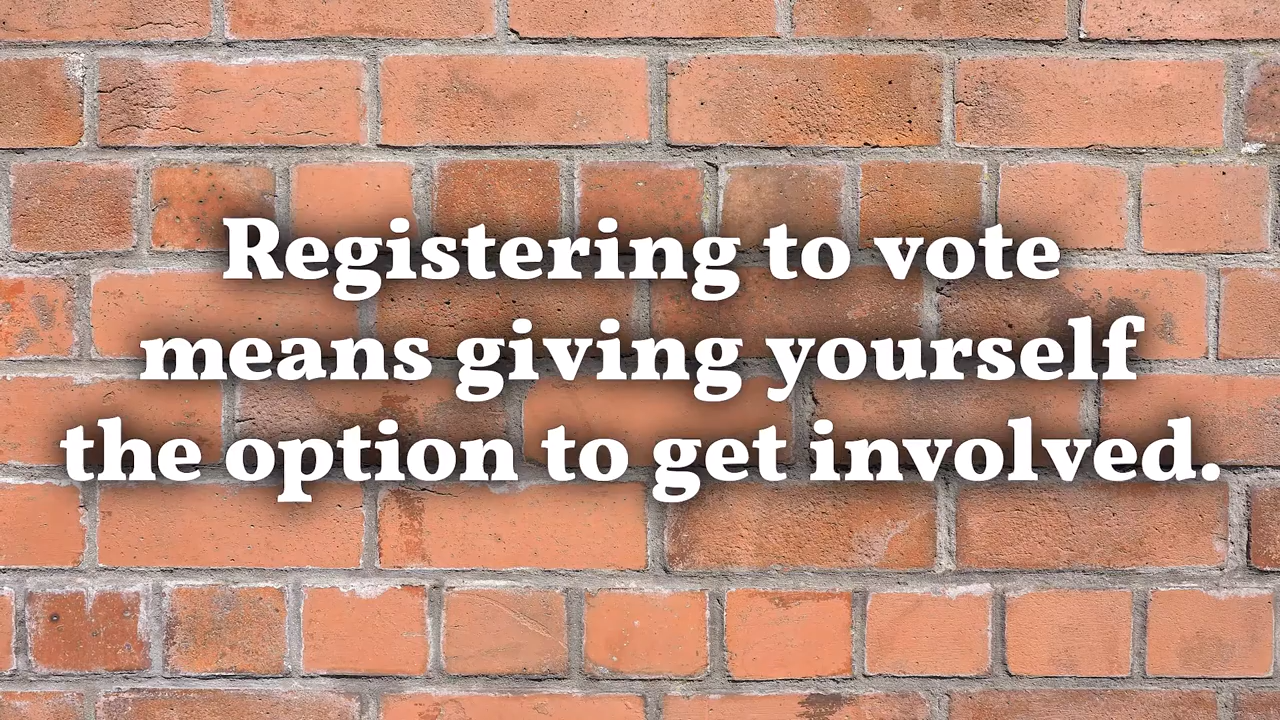 Registering to vote
means giving yourself
the option to get involved.